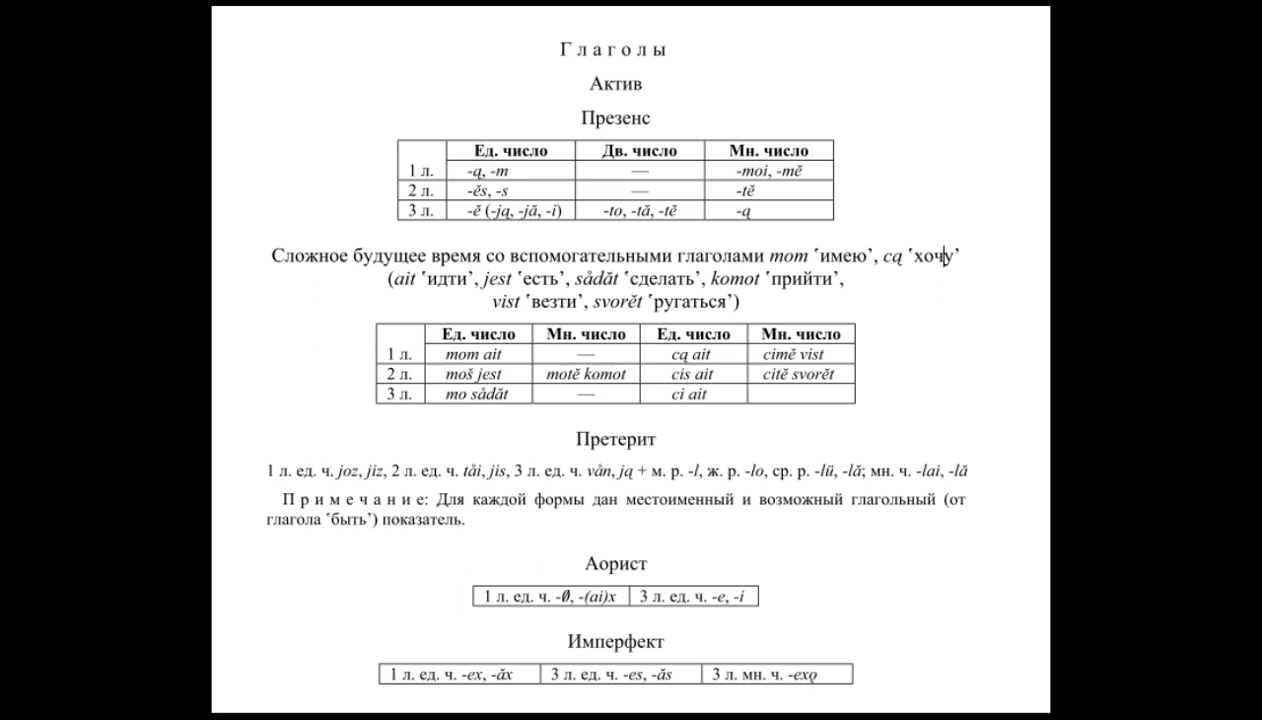 Глаголы
Актив
Презенс
Ед. число Дв. число Мн. число
1 л. -ą, -m — -moi, -mě
2 л. -ěs, -s — -tě
3 л. -ě (-ją, -jă, -i) -to, -tă, -tě -ą
Сложное будущее время со вспомогательными глаголами mom ‛имею’, cą ‛хочу’
(ait ‛идти’, jest ‛есть’, sådăt ‛сделать’, komot ‛прийти’,
vist ‛везти’, svorět ‛ругаться’)
Ед. число Мн. число Ед. число Мн. число
1 л. mom ait — cą ait cimě vist
2 л. moš jest motě komot cis ait citě svorět
3 л. mo sådăt — ci ait
Претерит
1 л. ед. ч. joz, jiz, 2 л. ед. ч. tåi, jis, 3 л. ед. ч. vån, ją + м. р. -l, ж. р. -lo, ср. р. -lü, -lă; мн. ч. -lai, -lă
Примечание: Для каждой формы дан местоименный и возможный глагольный (от
глагола ‛быть’) показатель.
Аорист
1 л. ед. ч. -Ø, -(ai)x 3 л. ед. ч. -e, -i
Имперфект
1 л. ед. ч. -ex, -ăx 3 л. ед. ч. -es, -ăs 3 л. мн. ч. -exǫ